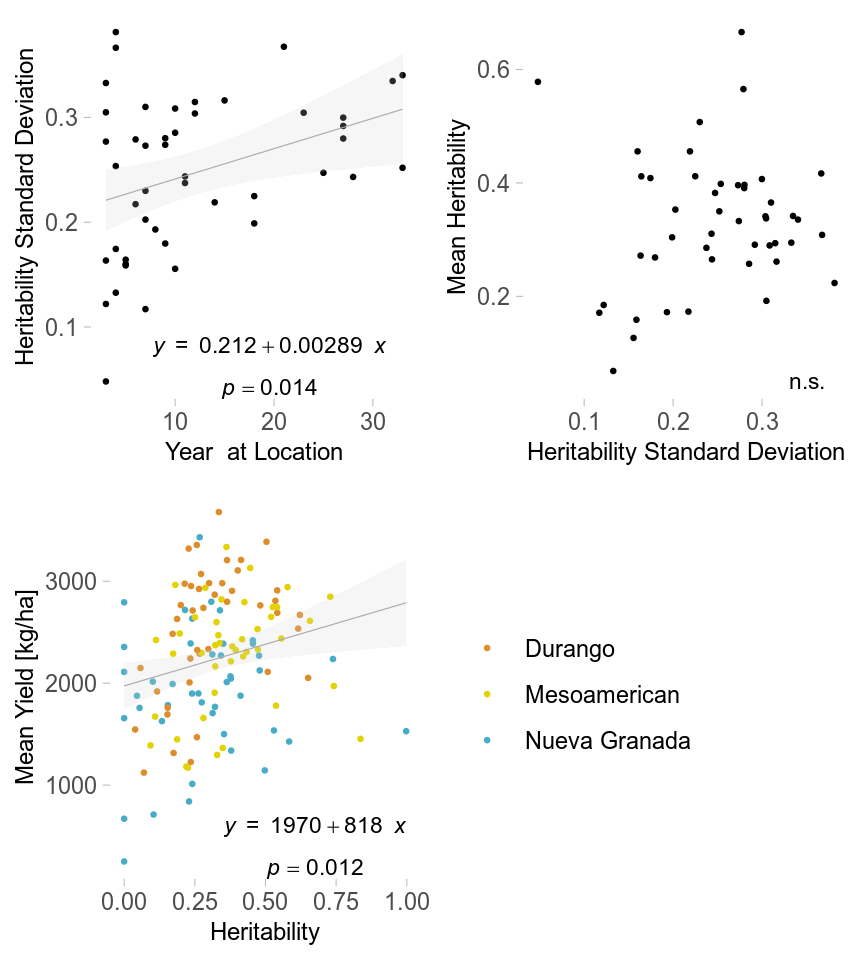 Heritability Standard Deviation
0.3
0.2
0.1
y = 0.212 + 0.00289 x
p = 0.014
10 20 30
Year at Location
Mean Heritability
0.6
0.4
0.2
n.s.
0.1 0.2 0.3
Heritability Standard Deviation
Mean Yield [kg/ha]
3000
2000
1000
y = 1970 + 818 x
p = 0.012
0.00 0.25 0.50 0.75 1.00
Heritability
Durango
Mesoamerican
Nueva Granada